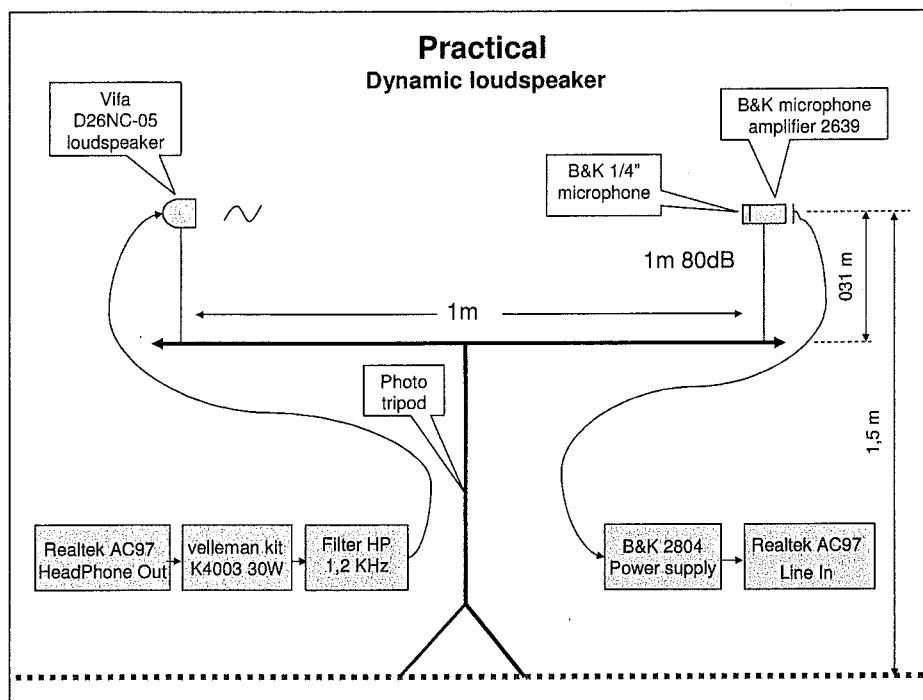 Practical
Dynamic loudspeaker
Vifa
D26NC-05
loudspeaker
B&K microphone
amplifier 2639
B&K 1/4"
microphone
1m 80dB
031 m
1m
Photo
tripod
1,5 m
Realtek AC97
HeadPhone Out
velleman kit
K4003 30W
Filter HP
1,2 KHz
B&K 2804
Power supply
Realtek AC97
Line In